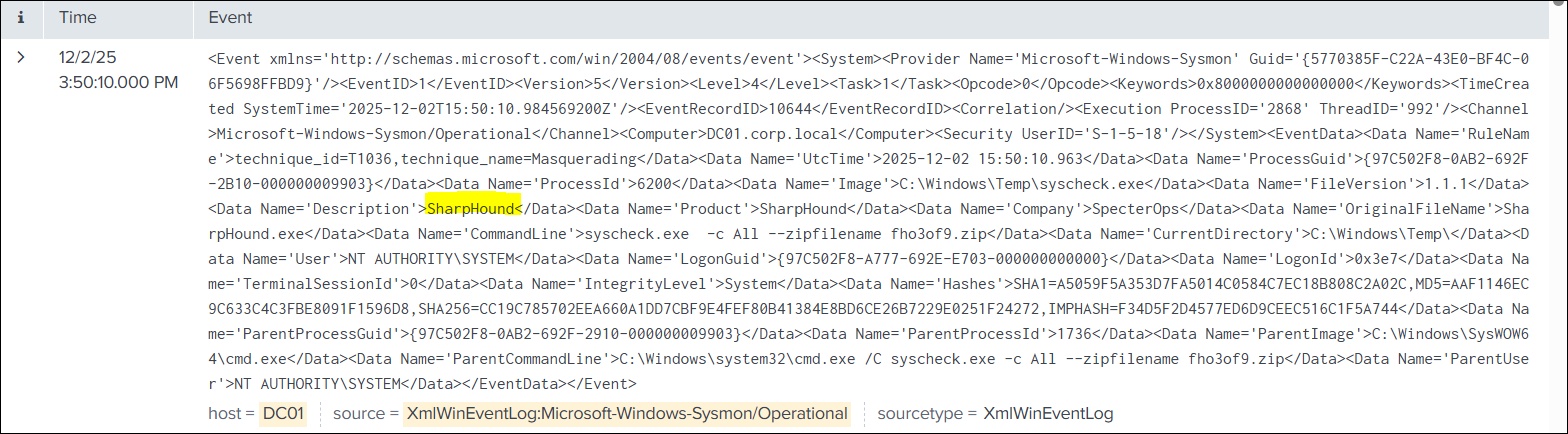 i Time Event
> 12/2/25 <Event xmlns='http://schemas.microsoft.com/win/2004/08/events/event'><System><Provider Name='Microsoft-Windows-Sysmon' Guid='{5770385F-C22A-43E0-BF4C-0
3:50:10.000 PM 6F5698FFBD9}'/><EventID>1</EventID><Version>5</Version><Level>4</Level><Task>1</Task><Opcode>0</Opcode><Keywords>0x8000000000000000</Keywords><TimeCrea
ted SystemTime='2025-12-02T15:50:10.984569200Z'/><EventRecordID>10644</EventRecordID><Correlation/><Execution ProcessID='2868' ThreadID='992'/><Channel
>Microsoft-Windows-Sysmon/Operational</Channel><Computer>DC01.corp.local</Computer><Security UserID='S-1-5-18'/></System><EventData><Data Name='RuleNam
e'>technique_id=T1036,technique_name=Masquerading</Data><Data Name='UtcTime'>2025-12-02 15:50:10.963</Data><Data Name='ProcessGuid'>{97C502F8-0AB2-692F
-2B10-000000009903}</Data><Data Name='ProcessId'>6200</Data><Data Name='Image'>C:\Windows\Temp\syscheck.exe</Data><Data Name='FileVersion'>1.1.1</Data>
<Data Name='Description'>SharpHound</Data><Data Name='Product'>SharpHound</Data><Data Name='Company'>SpecterOps</Data><Data Name='OriginalFileName'>Sha
rpHound.exe</Data><Data Name='CommandLine'>syscheck.exe  -c All --zipfilename fho3of9.zip</Data><Data Name='CurrentDirectory'>C:\Windows\Temp\</Data><D
ata Name='User'>NT AUTHORITY\SYSTEM</Data><Data Name='LogonGuid'>{97C502F8-A777-692E-E703-000000000000}</Data><Data Name='LogonId'>0x3e7</Data><Data Na
me='TerminalSessionId'>0</Data><Data Name='IntegrityLevel'>System</Data><Data Name='Hashes'>SHA1=A5059F5A353D7FA5014C0584C7EC18B808C2A02C,MD5=AAF1146EC
9C633C4C3FBE8091F1596D8,SHA256=CC19C785702EEA660A1DD7CBF9E4FEF80B41384E8BD6CE26B7229E0251F24272,IMPHASH=F34D5F2D4577ED6D9CEEC516C1F5A744</Data><Data Na
me='ParentProcessGuid'>{97C502F8-0AB2-692F-2910-000000009903}</Data><Data Name='ParentProcessId'>1736</Data><Data Name='ParentImage'>C:\Windows\SysWOW6
4\cmd.exe</Data><Data Name='ParentCommandLine'>C:\Windows\system32\cmd.exe /C syscheck.exe -c All --zipfilename fho3of9.zip</Data><Data Name='ParentUse
r'>NT AUTHORITY\SYSTEM</Data></EventData></Event>
host = DC01 source = XmlWinEventLog:Microsoft-Windows-Sysmon/Operational sourcetype = XmlWinEventLog